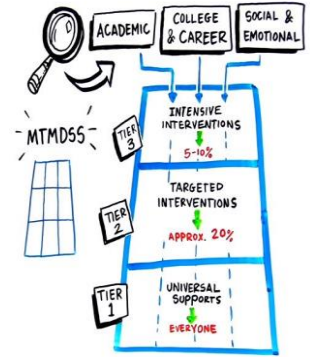 ACADEMIC
COLLEGE
& CAREER
SOCIAL &
EMOTIONAL
MTMDSS
TIER
3
INTENSIVE
INTERVENTIONS
5-10%
TIER
2
TARGETED
INTERVENTIONS
APPROX. 20%
TIER
1
UNIVERSAL
SUPPORTS
EVERYONE